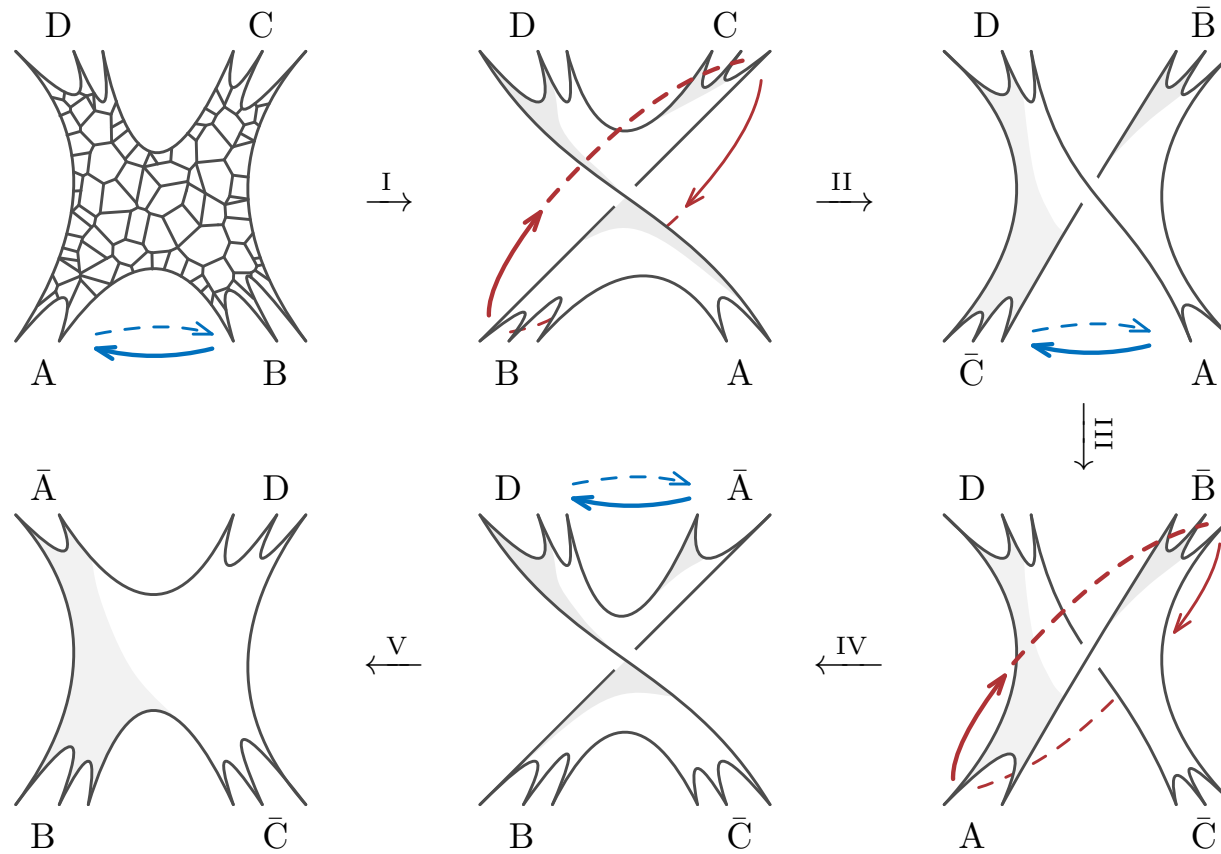 D C D C D B̄
I II
A B B A C̄ A
III
Ā D D Ā D B̄
V IV
B C̄ B C̄ A C̄